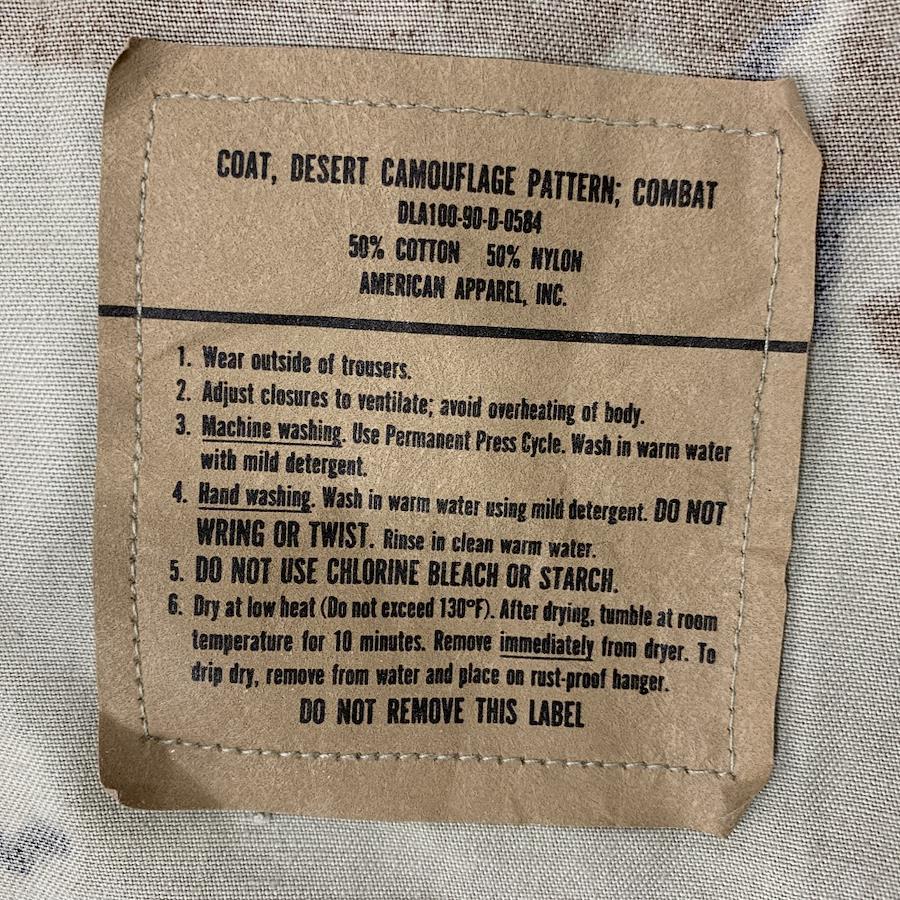 COAT, DESERT CAMOUFLAGE PATTERN; COMBAT
DLA100-90-D-0584
50% COTTON 50% NYLON
AMERICAN APPAREL, INC.
1. Wear outside of trousers.
2. Adjust closures to ventilate; avoid overheating of body.
3. Machine washing. Use Permanent Press Cycle. Wash in warm water
with mild detergent.
4. Hand washing. Wash in warm water using mild detergent. DO NOT
WRING OR TWIST. Rinse in clean warm water.
5. DO NOT USE CHLORINE BLEACH OR STARCH.
6. Dry at low heat (Do not exceed 130°F). After drying, tumble at room
temperature for 10 minutes. Remove immediately from dryer. To
drip dry, remove from water and place on rust-proof hanger.
DO NOT REMOVE THIS LABEL